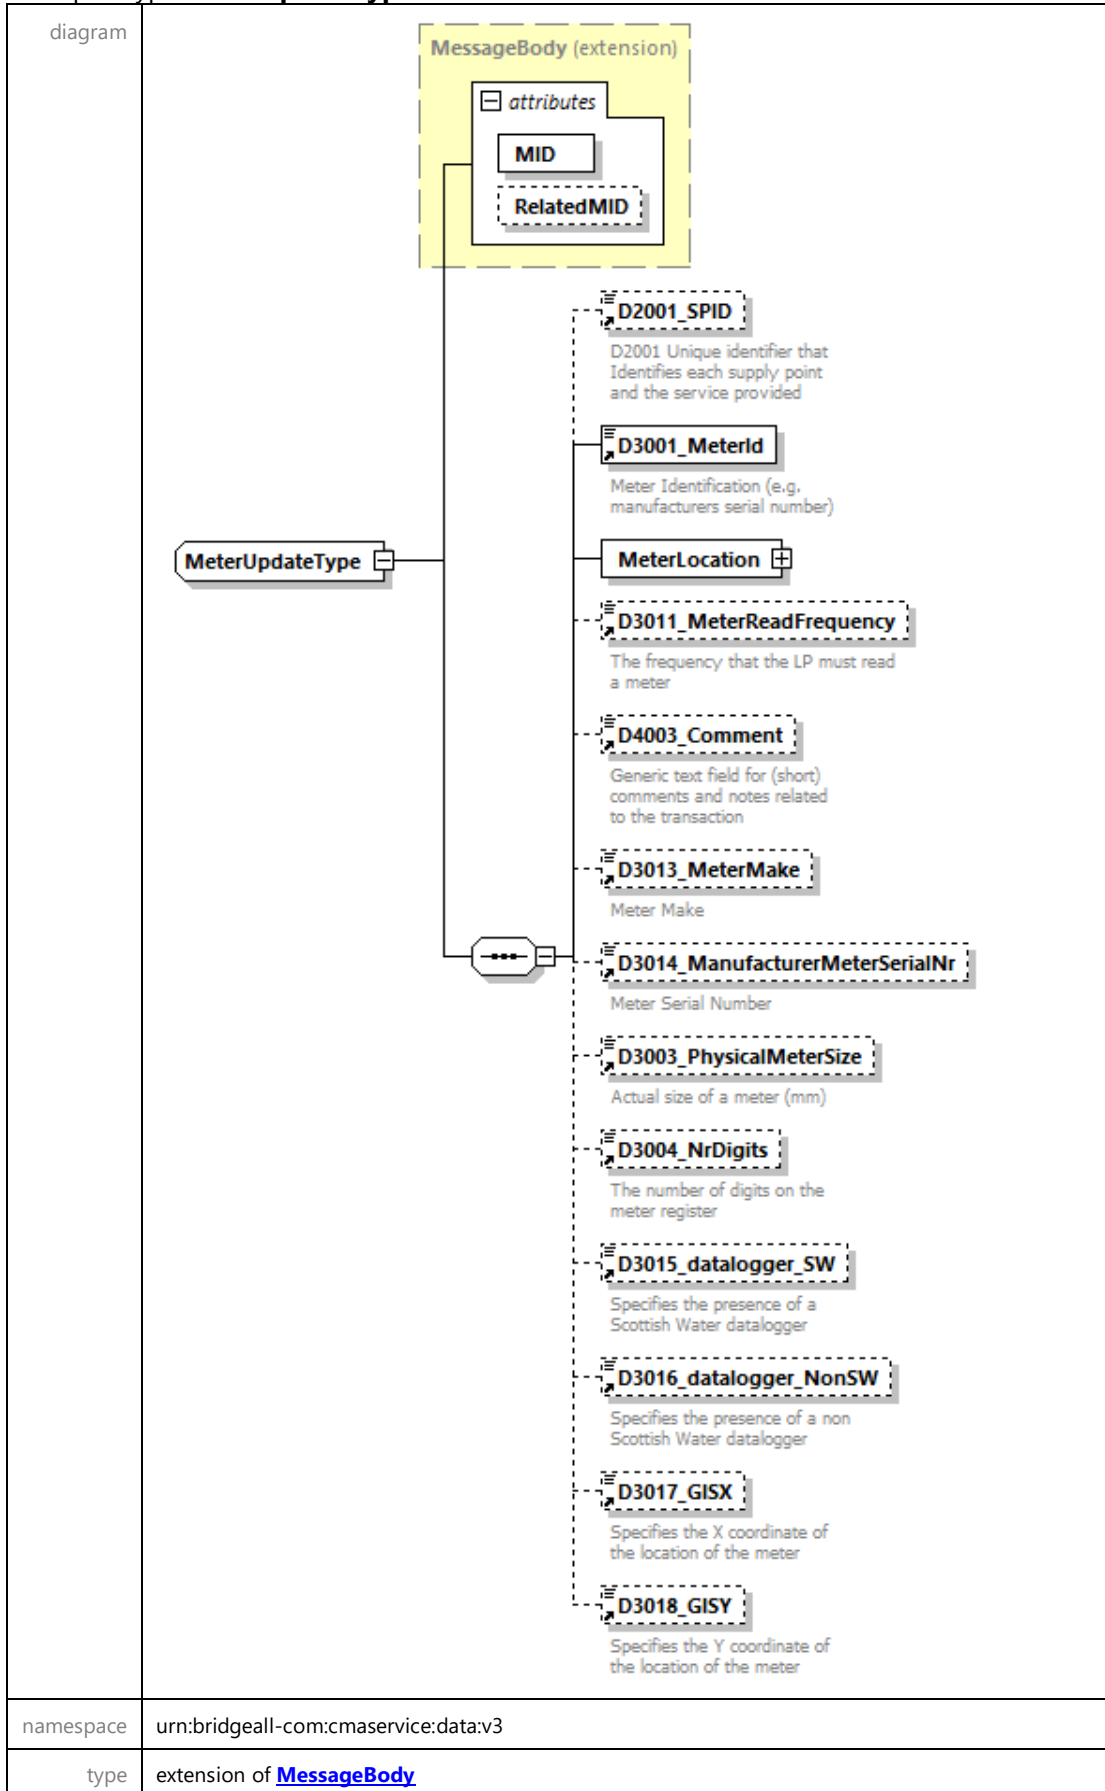 diagram
MessageBody (extension)
attributes
MID
RelatedMID
D2001_SPID
D2001 Unique identifier that
Identifies each supply point
and the service provided
D3001_MeterId
Meter Identification (e.g.
manufacturers serial number)
MeterUpdateType
MeterLocation
D3011_MeterReadFrequency
The frequency that the LP must read
a meter
D4003_Comment
Generic text field for (short)
comments and notes related
to the transaction
D3013_MeterMake
Meter Make
D3014_ManufacturerMeterSerialNr
Meter Serial Number
D3003_PhysicalMeterSize
Actual size of a meter (mm)
D3004_NrDigits
The number of digits on the
meter register
D3015_datalogger_SW
Specifies the presence of a
Scottish Water datalogger
D3016_datalogger_NonSW
Specifies the presence of a non
Scottish Water datalogger
D3017_GISX
Specifies the X coordinate of
the location of the meter
D3018_GISY
Specifies the Y coordinate of
the location of the meter
namespace urn:bridgeall-com:cmaservice:data:v3
type extension of MessageBody